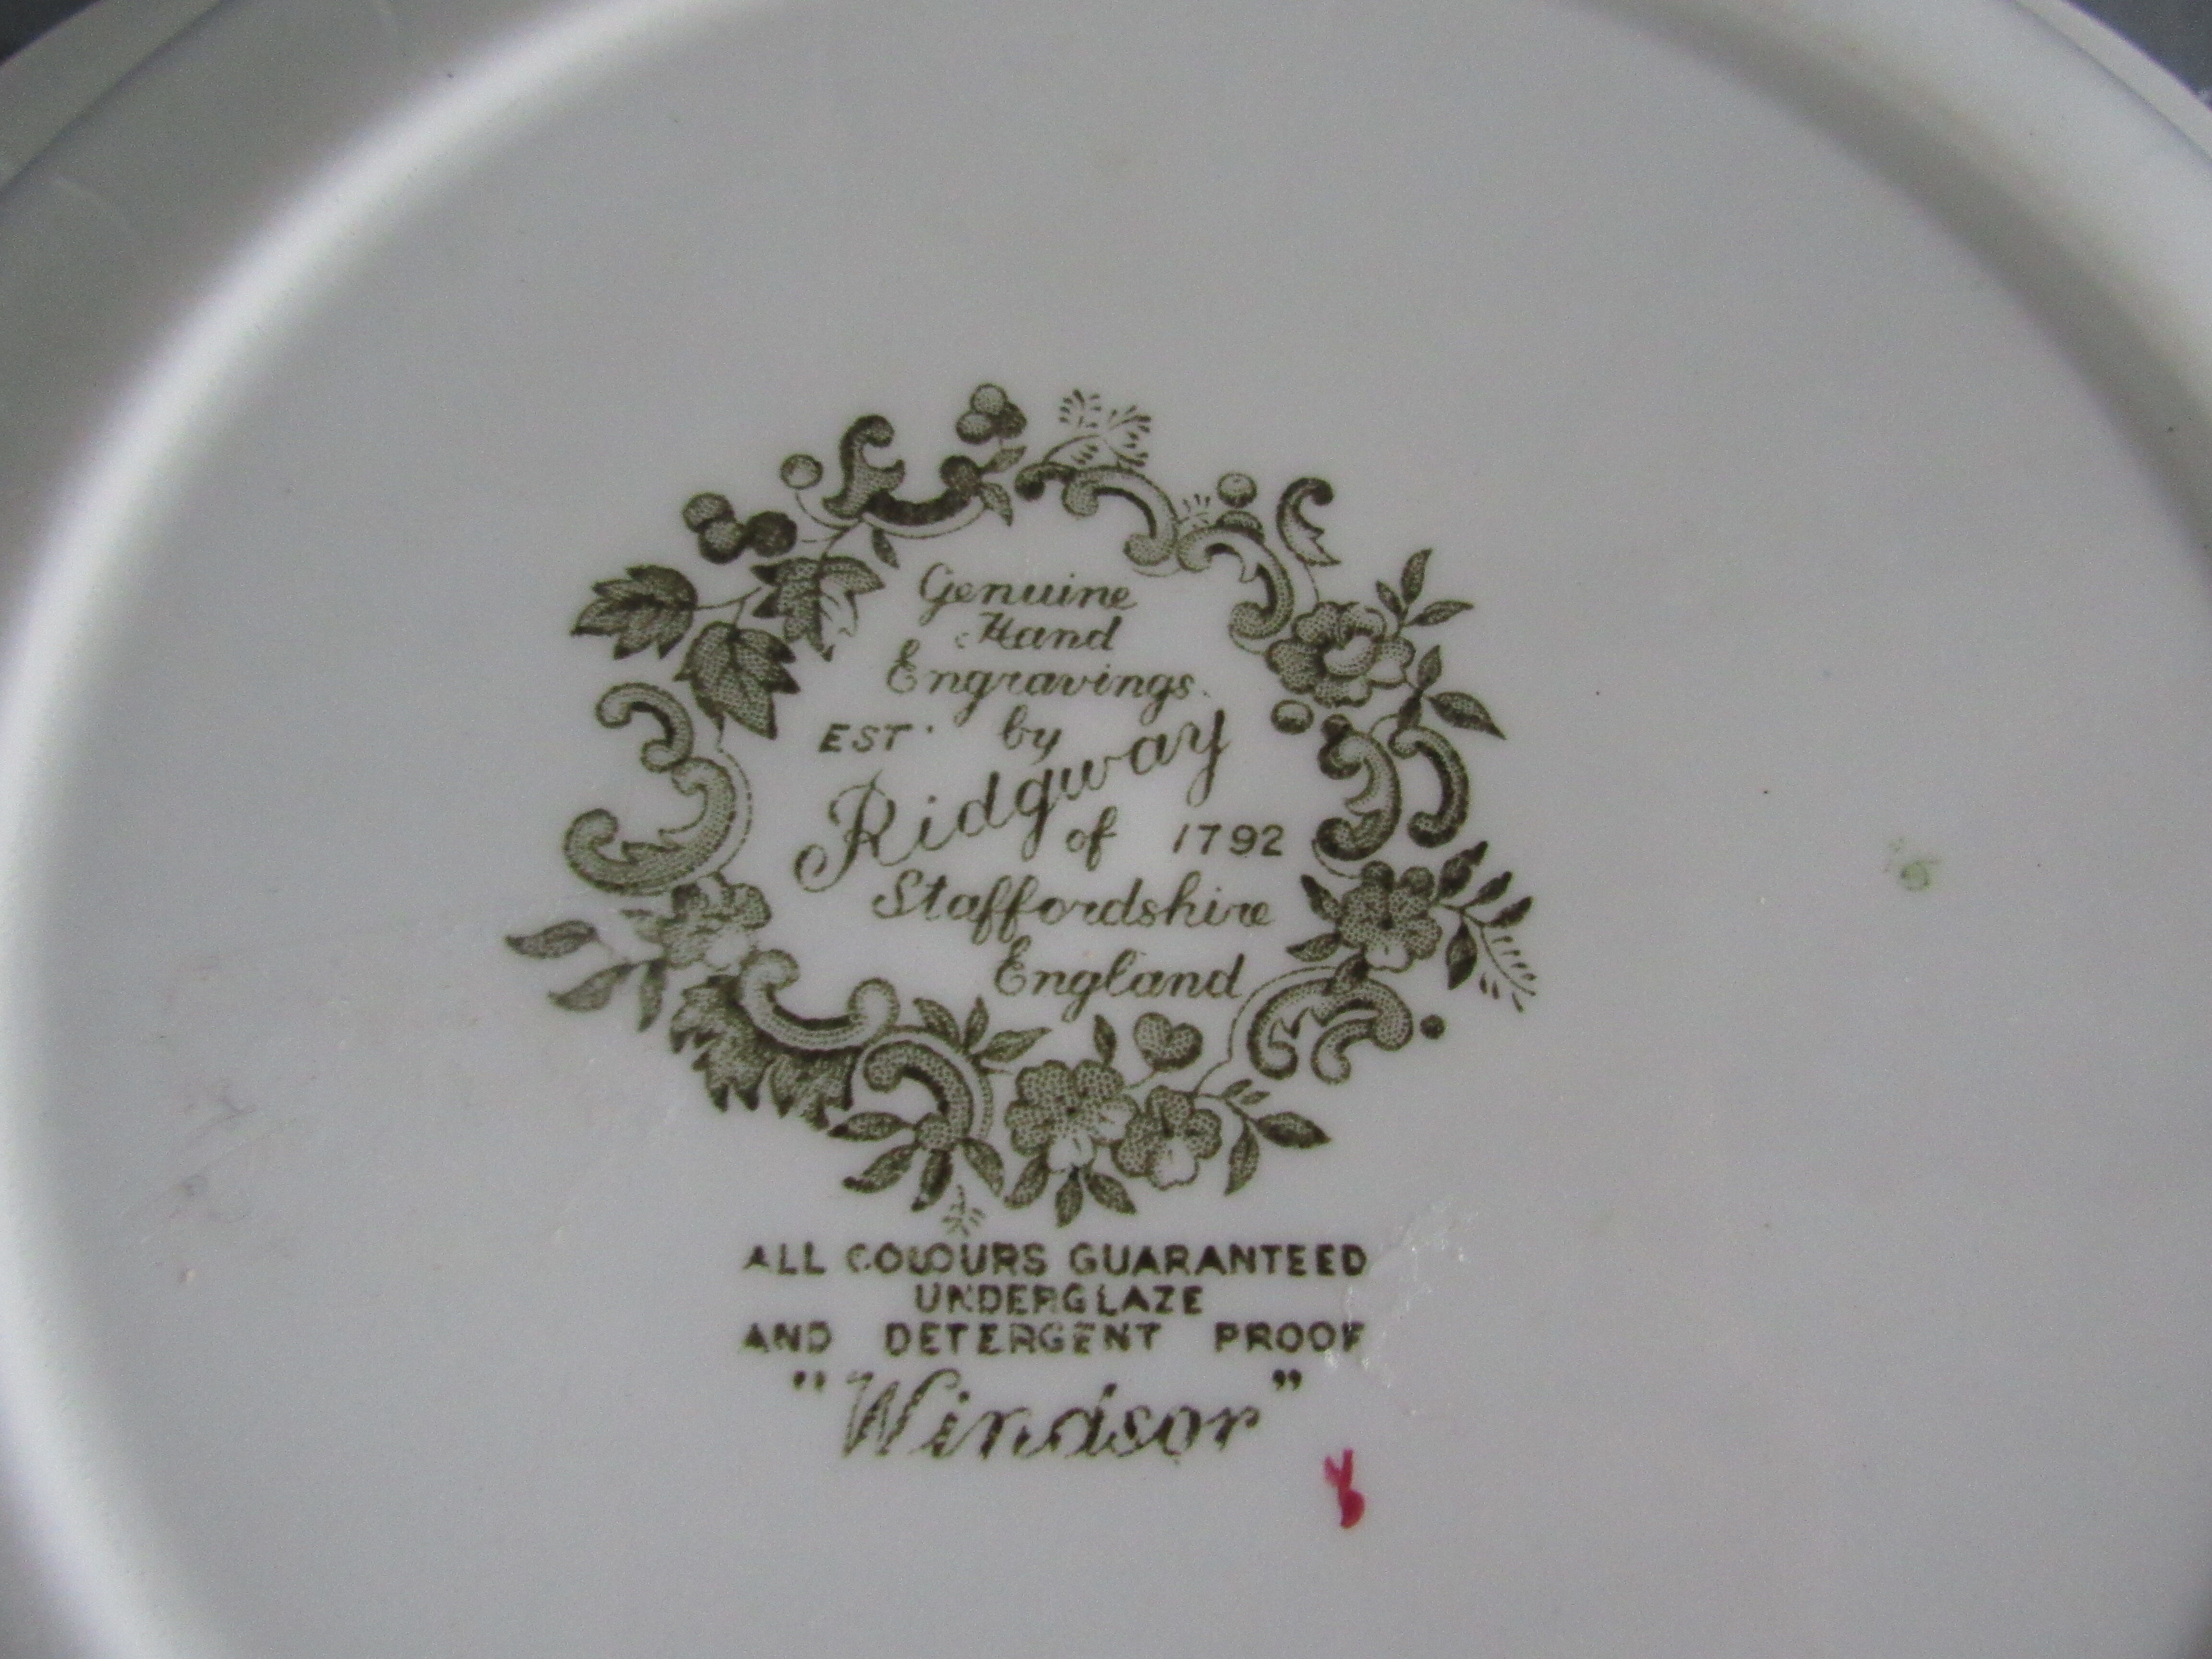 Genuine
Hand
Engravings
EST. by
Ridgway
of 1792
Staffordshire
England
ALL COLOURS GUARANTEED
UNDERGLAZE
AND DETERGENT PROOF
"Windsor"